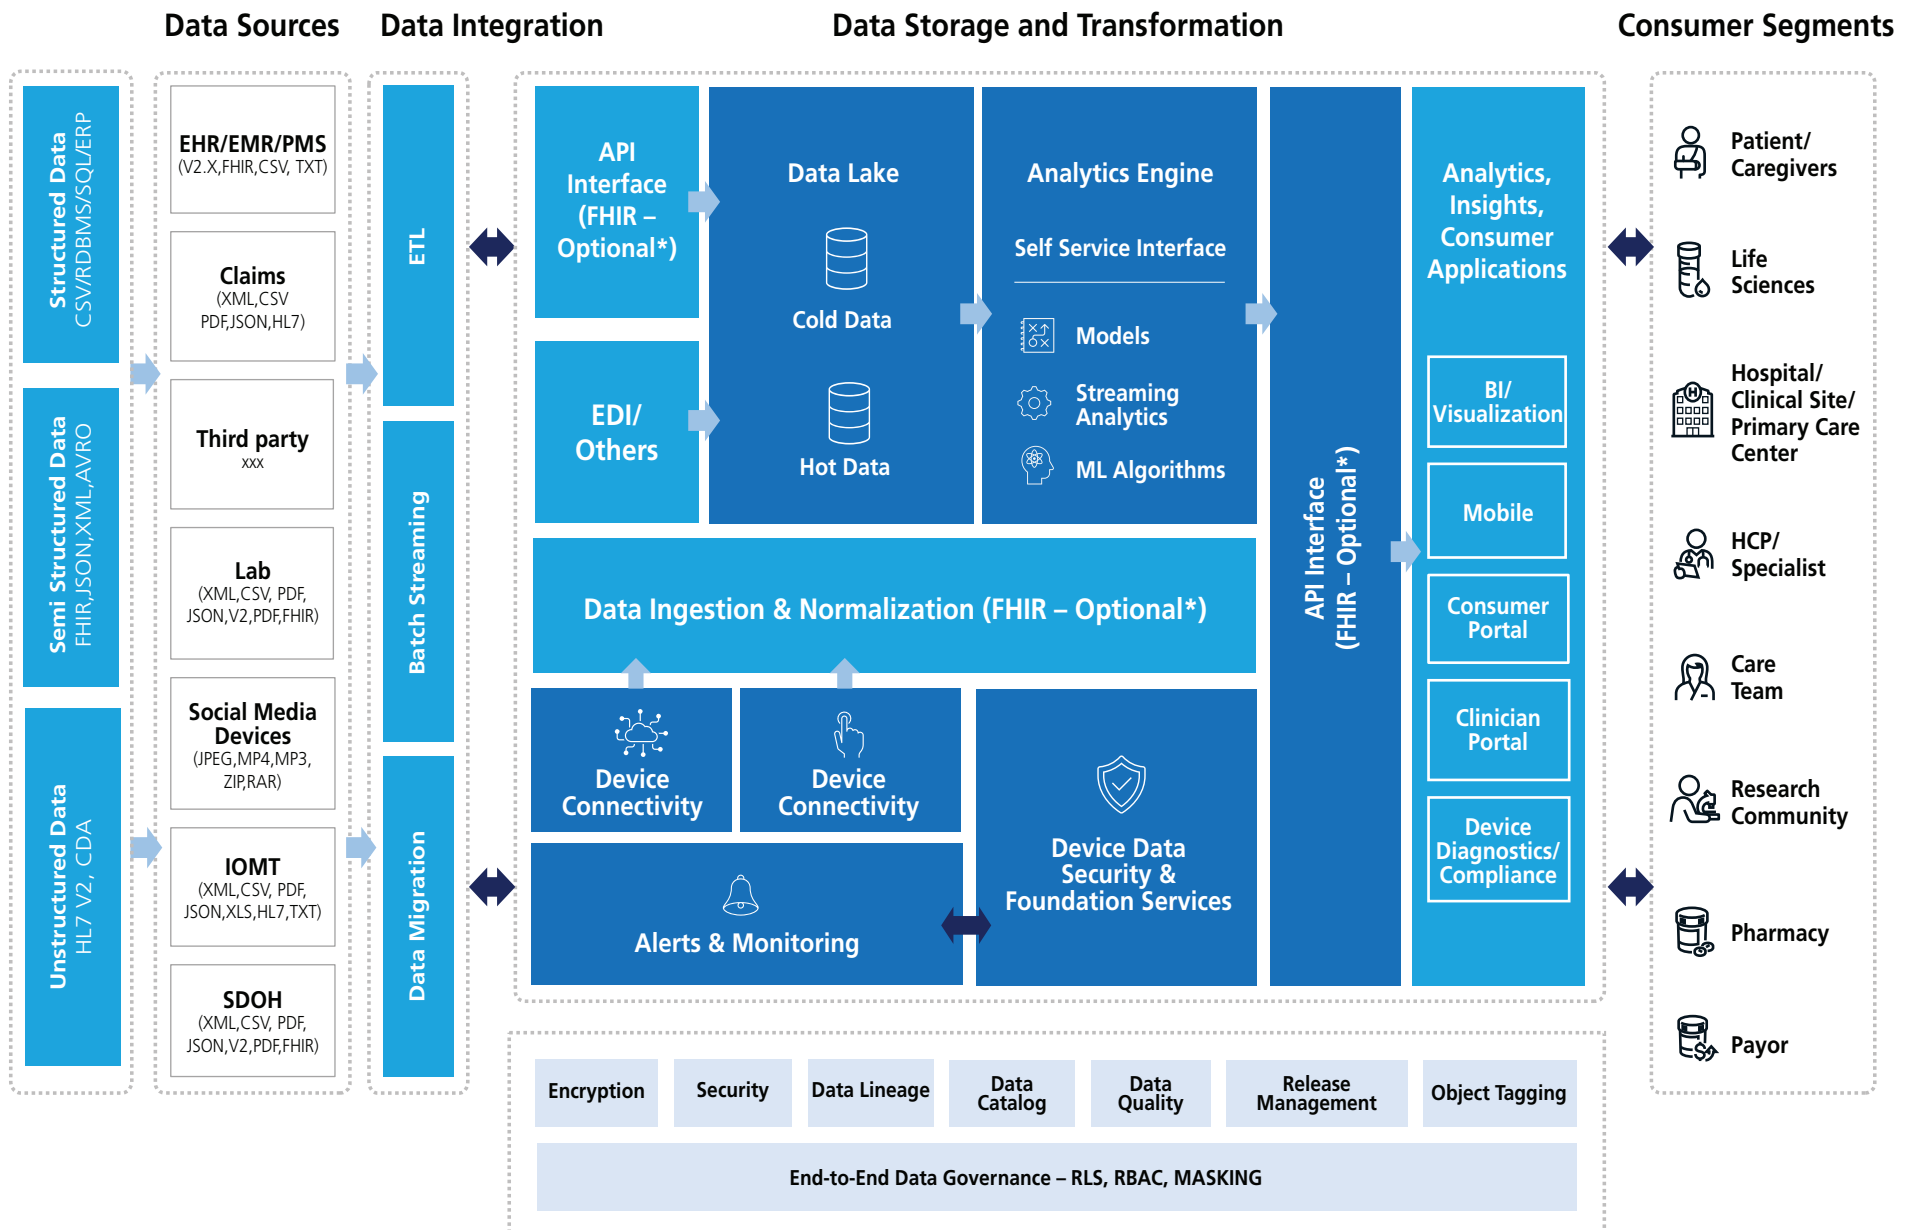 Data Sources
Data Integration
Data Storage and Transformation
Consumer Segments
Structured Data
CSV/RDBMS/SQL/ERP
Semi Structured Data
FHIR,JSON,XML,AVRO
Unstructured Data
HL7 V2, CDA
EHR/EMR/PMS
(V2.X,FHIR,CSV, TXT)
Claims
(XML,CSV
PDF,JSON,HL7)
Third party
xxx
Lab
(XML,CSV, PDF,
JSON,V2,PDF,FHIR)
Social Media
Devices
(JPEG,MP4,MP3,
ZIP,RAR)
IOMT
(XML,CSV, PDF,
JSON,XLS,HL7,TXT)
SDOH
(XML,CSV, PDF,
JSON,V2,PDF,FHIR)
ETL
Batch Streaming
Data Migration
API
Interface
(FHIR –
Optional*)
EDI/
Others
Data Lake
Cold Data
Hot Data
Analytics Engine
Self Service Interface
Models
Streaming
Analytics
ML Algorithms
Data Ingestion & Normalization (FHIR – Optional*)
Device
Connectivity
Device
Connectivity
Alerts & Monitoring
Device Data
Security &
Foundation Services
API Interface
(FHIR – Optional*)
Analytics,
Insights,
Consumer
Applications
BI/
Visualization
Mobile
Consumer
Portal
Clinician
Portal
Device
Diagnostics/
Compliance
Patient/
Caregivers
Life
Sciences
Hospital/
Clinical Site/
Primary Care
Center
H
HCP/
Specialist
Care
Team
Research
Community
Pharmacy
Payor
Encryption
Security
Data Lineage
Data
Catalog
Data
Quality
Release
Management
Object Tagging
End-to-End Data Governance – RLS, RBAC, MASKING